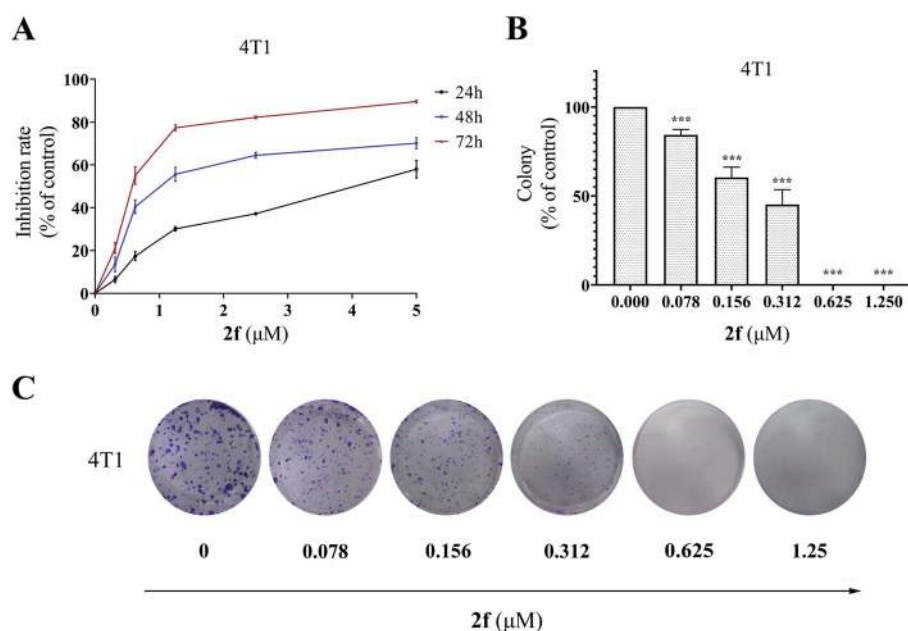 A
4T1
Inhibition rate
(% of control)
100
80
60
40
20
0
0 1 2 3 4 5
2f (μM)
24h
48h
72h
B
4T1
Colony
(% of control)
100
50
0
***
***
***
***
***
0.000 0.078 0.156 0.312 0.625 1.250
2f (μM)
C
4T1
0 0.078 0.156 0.312 0.625 1.25
2f (μM)